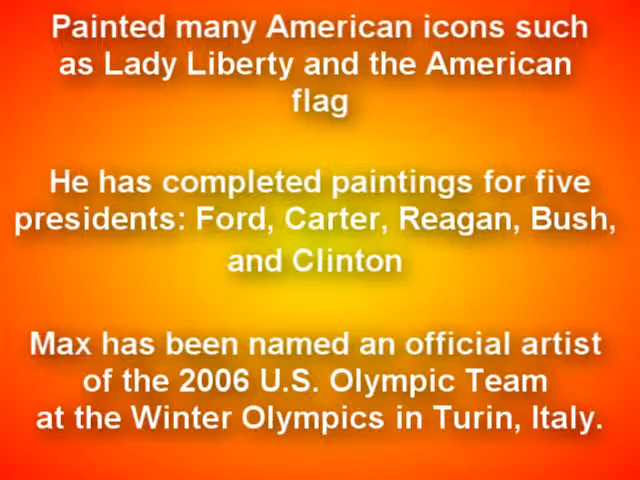 Painted many American icons such
as Lady Liberty and the American
flag
He has completed paintings for five
presidents: Ford, Carter, Reagan, Bush,
and Clinton
Max has been named an official artist
of the 2006 U.S. Olympic Team
at the Winter Olympics in Turin, Italy.